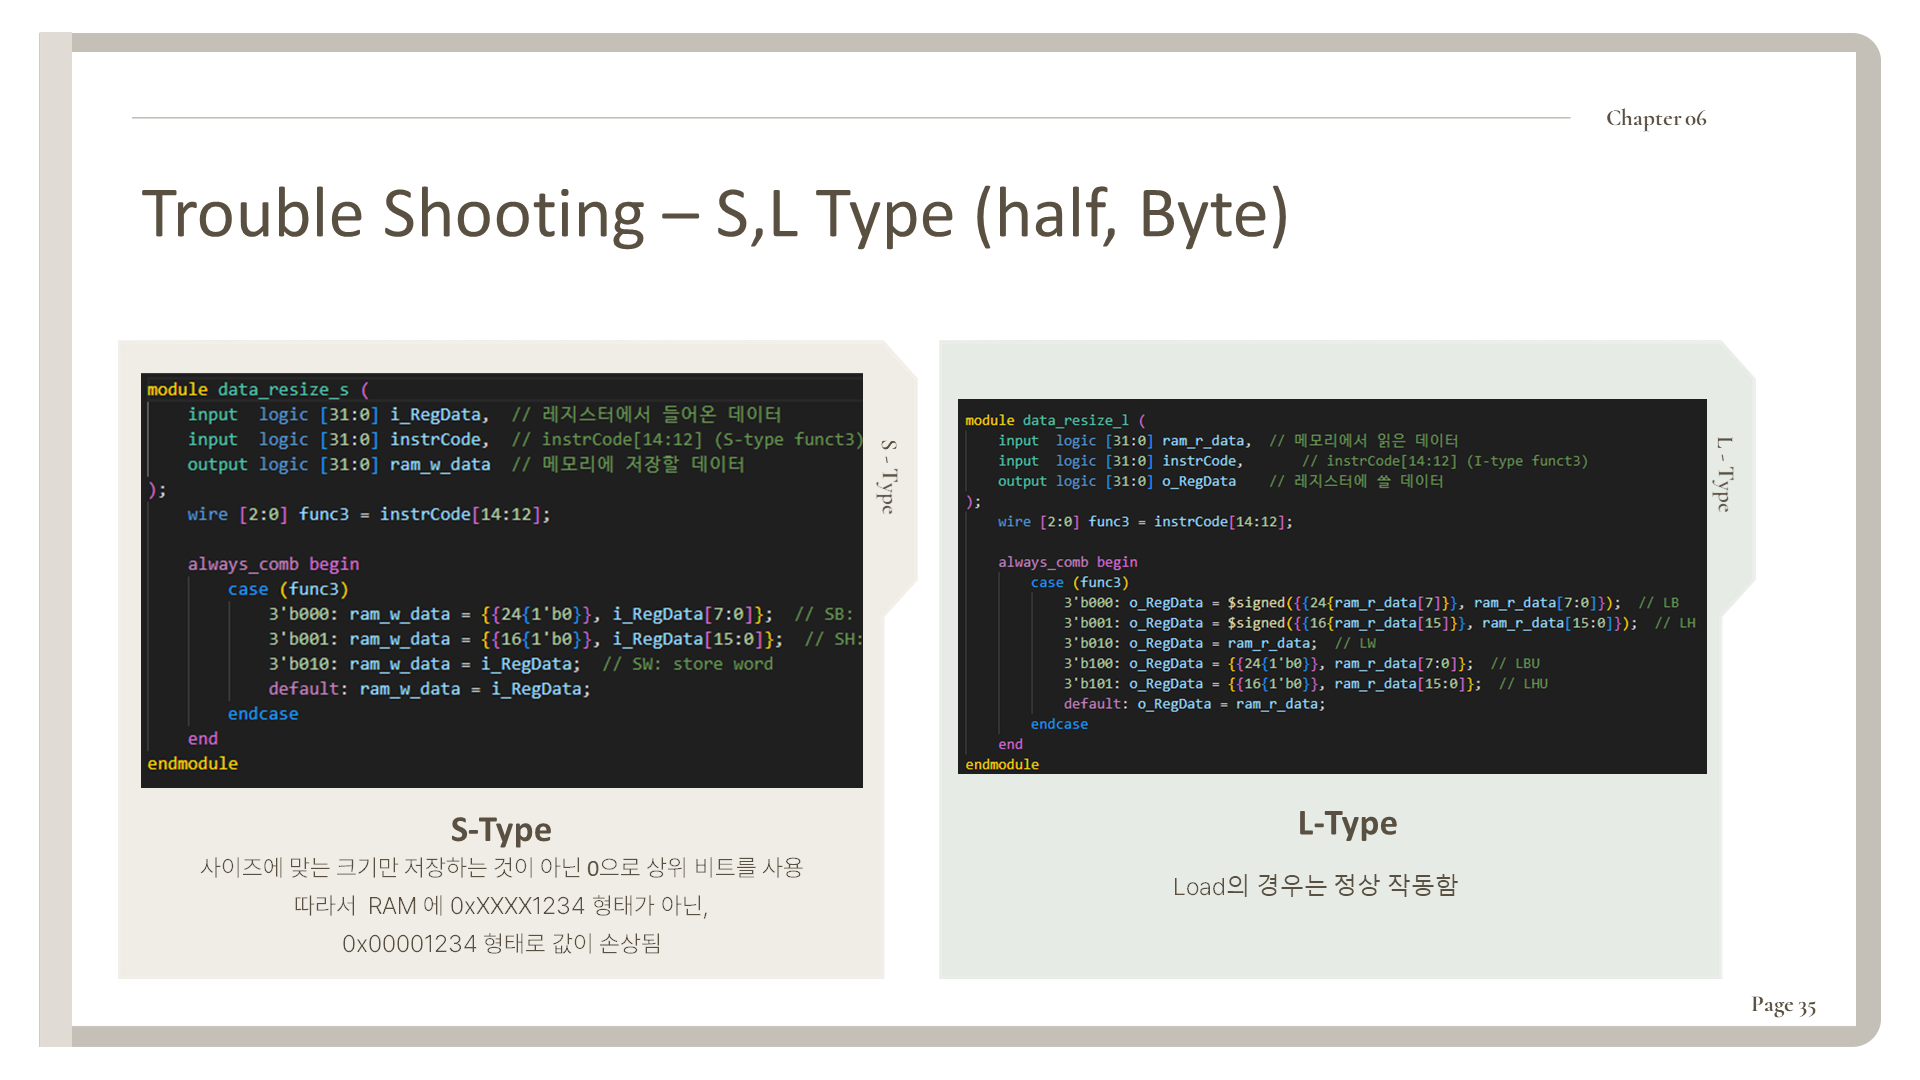 Chapter 06
Trouble Shooting – S,L Type (half, Byte)
module data_resize_s (
    input  logic [31:0] i_RegData,  // 레지스터에서 들어온 데이터
    input  logic [31:0] instrCode,  // instrCode[14:12] (S-type funct3)
    output logic [31:0] ram_w_data  // 메모리에 저장할 데이터
);
    wire [2:0] func3 = instrCode[14:12];
    always_comb begin
        case (func3)
            3'b000: ram_w_data = {{24{1'b0}}, i_RegData[7:0]};  // SB:
            3'b001: ram_w_data = {{16{1'b0}}, i_RegData[15:0]};  // SH:
            3'b010: ram_w_data = i_RegData;  // SW: store word
            default: ram_w_data = i_RegData;
        endcase
    end
endmodule
S - Type
S-Type
사이즈에 맞는 크기만 저장하는 것이 아닌 0으로 상위 비트를 사용
따라서 RAM 에 0xXXXX1234 형태가 아닌,
0x00001234 형태로 값이 손상됨
module data_resize_l (
    input  logic [31:0] ram_r_data,  // 메모리에서 읽은 데이터
    input  logic [31:0] instrCode,       // instrCode[14:12] (I-type funct3)
    output logic [31:0] o_RegData    // 레지스터에 쓸 데이터
);
    wire [2:0] func3 = instrCode[14:12];
    always_comb begin
        case (func3)
            3'b000: o_RegData = $signed({{24{ram_r_data[7]}}, ram_r_data[7:0]});  // LB
            3'b001: o_RegData = $signed({{16{ram_r_data[15]}}, ram_r_data[15:0]});  // LH
            3'b010: o_RegData = ram_r_data;  // LW
            3'b100: o_RegData = {{24{1'b0}}, ram_r_data[7:0]};  // LBU
            3'b101: o_RegData = {{16{1'b0}}, ram_r_data[15:0]};  // LHU
            default: o_RegData = ram_r_data;
        endcase
    end
endmodule
L - Type
L-Type
Load의 경우는 정상 작동함
Page 35